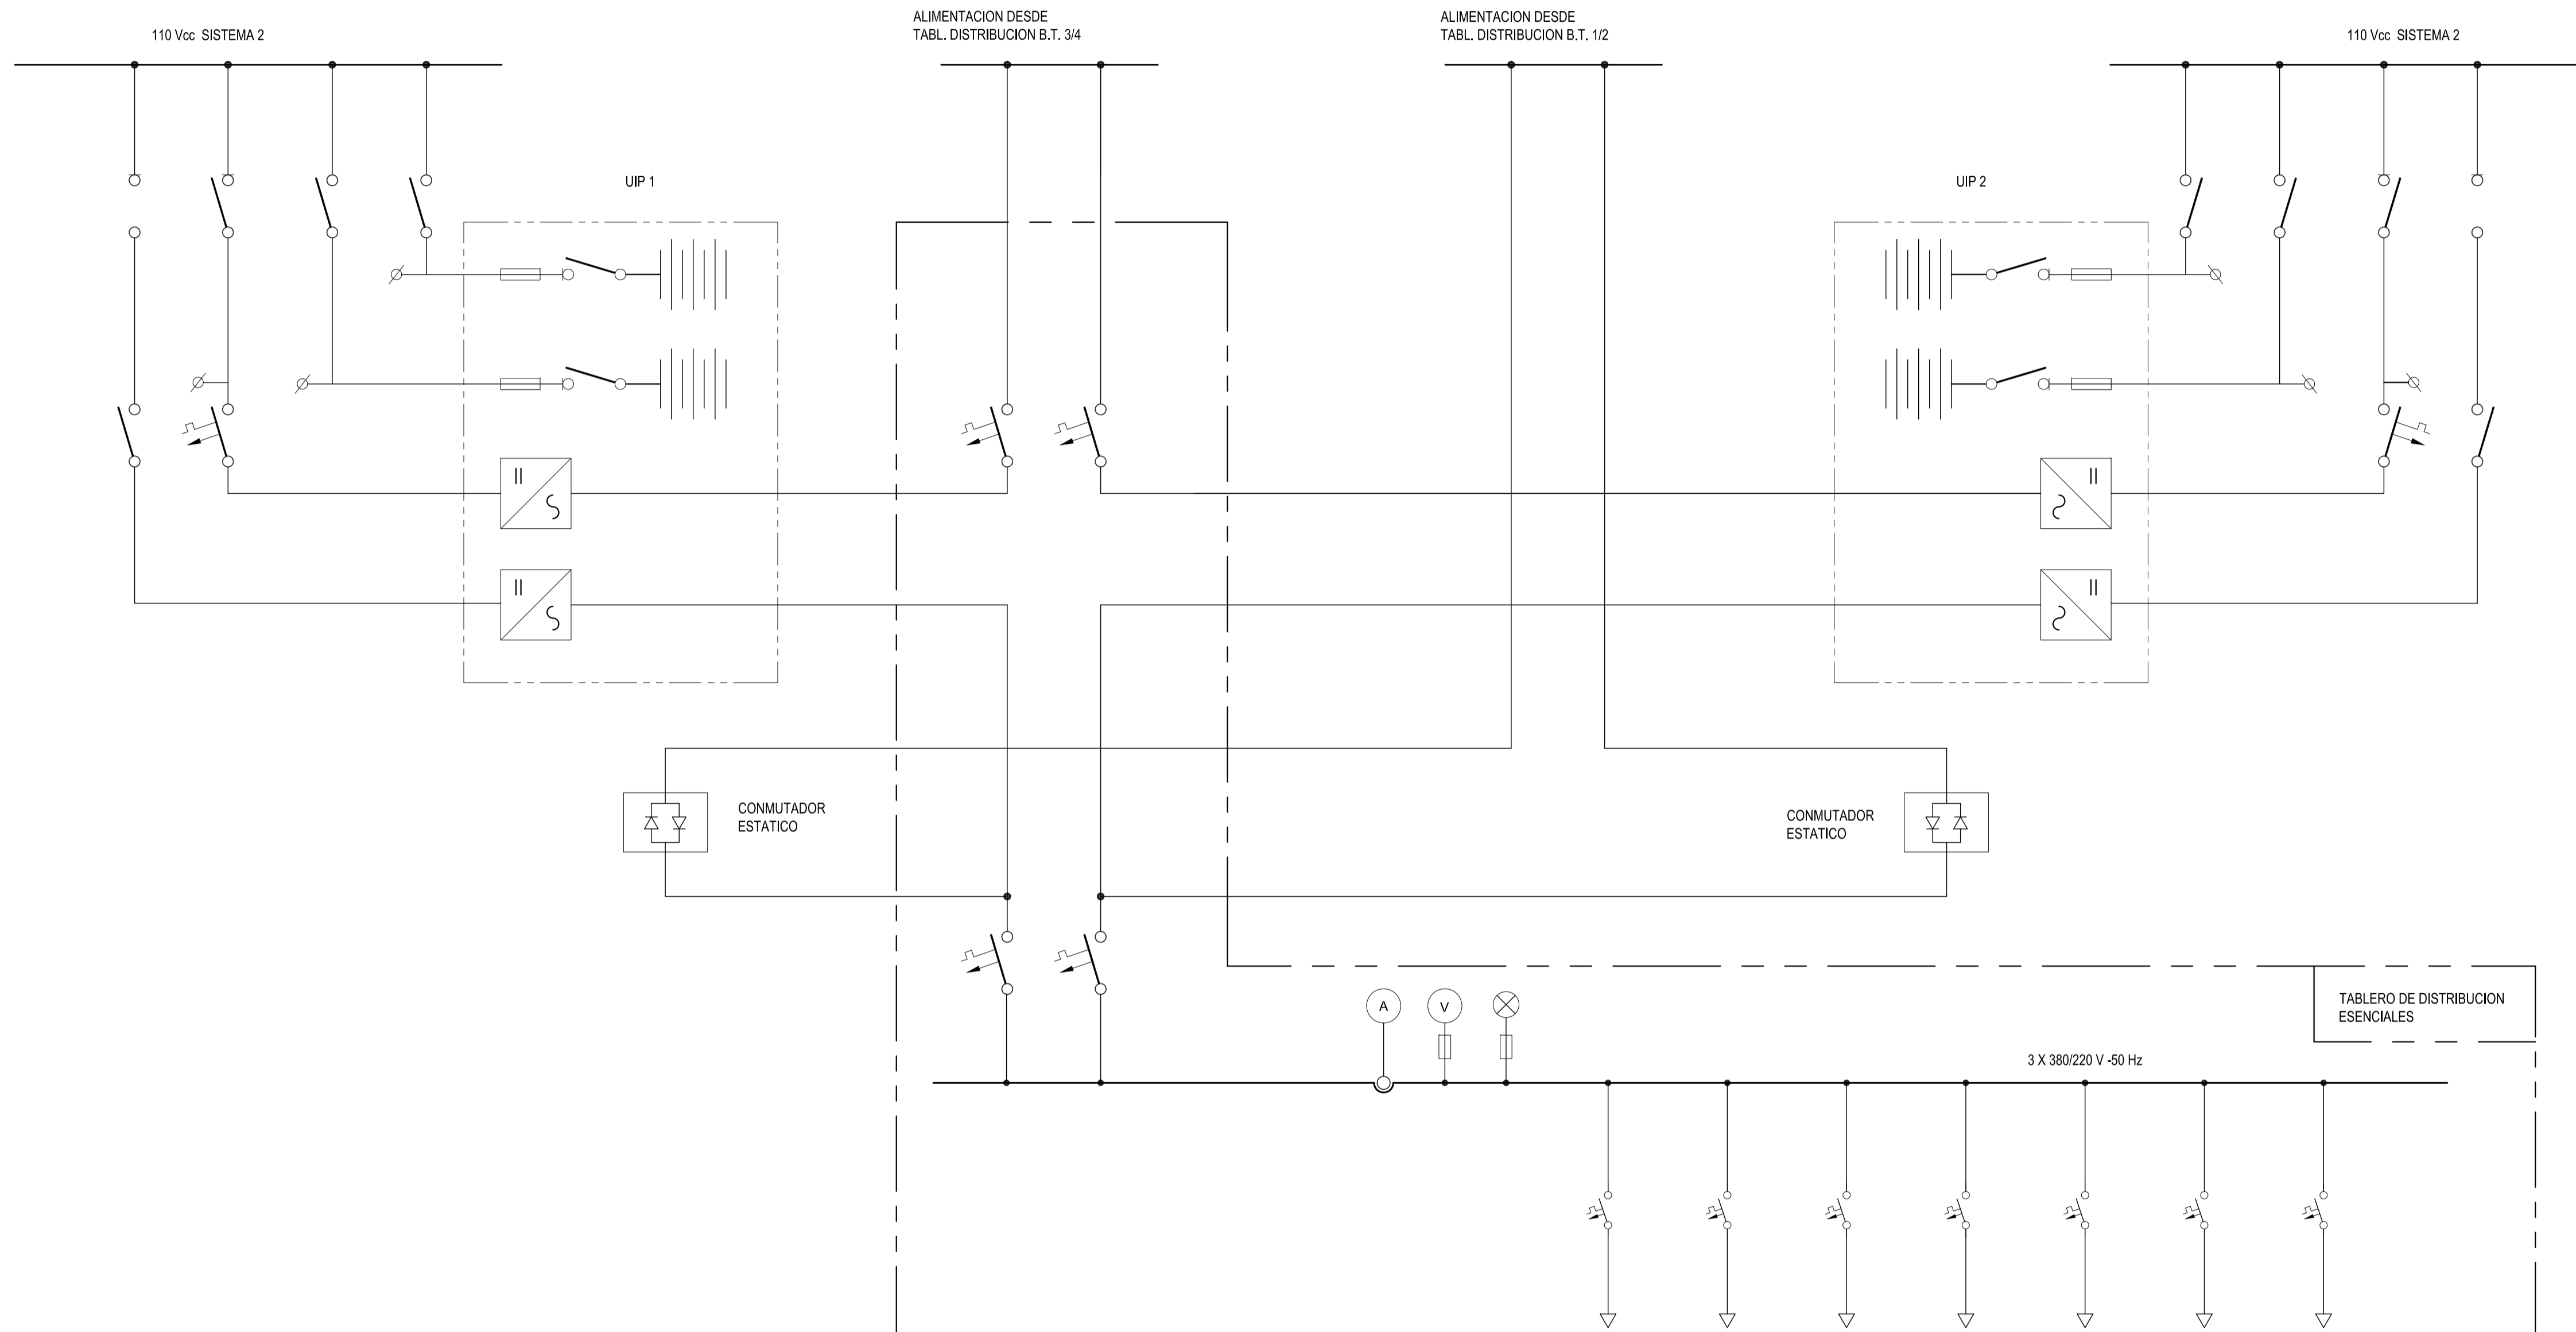 110 Vcc SISTEMA 2
ALIMENTACION DESDE
TABL. DISTRIBUCION B.T. 3/4
ALIMENTACION DESDE
TABL. DISTRIBUCION B.T. 1/2
110 Vcc SISTEMA 2
UIP 1
UIP 2
CONMUTADOR
ESTATICO
CONMUTADOR
ESTATICO
A
V
TABLERO DE DISTRIBUCION
ESENCIALES
3 X 380/220 V -50 Hz